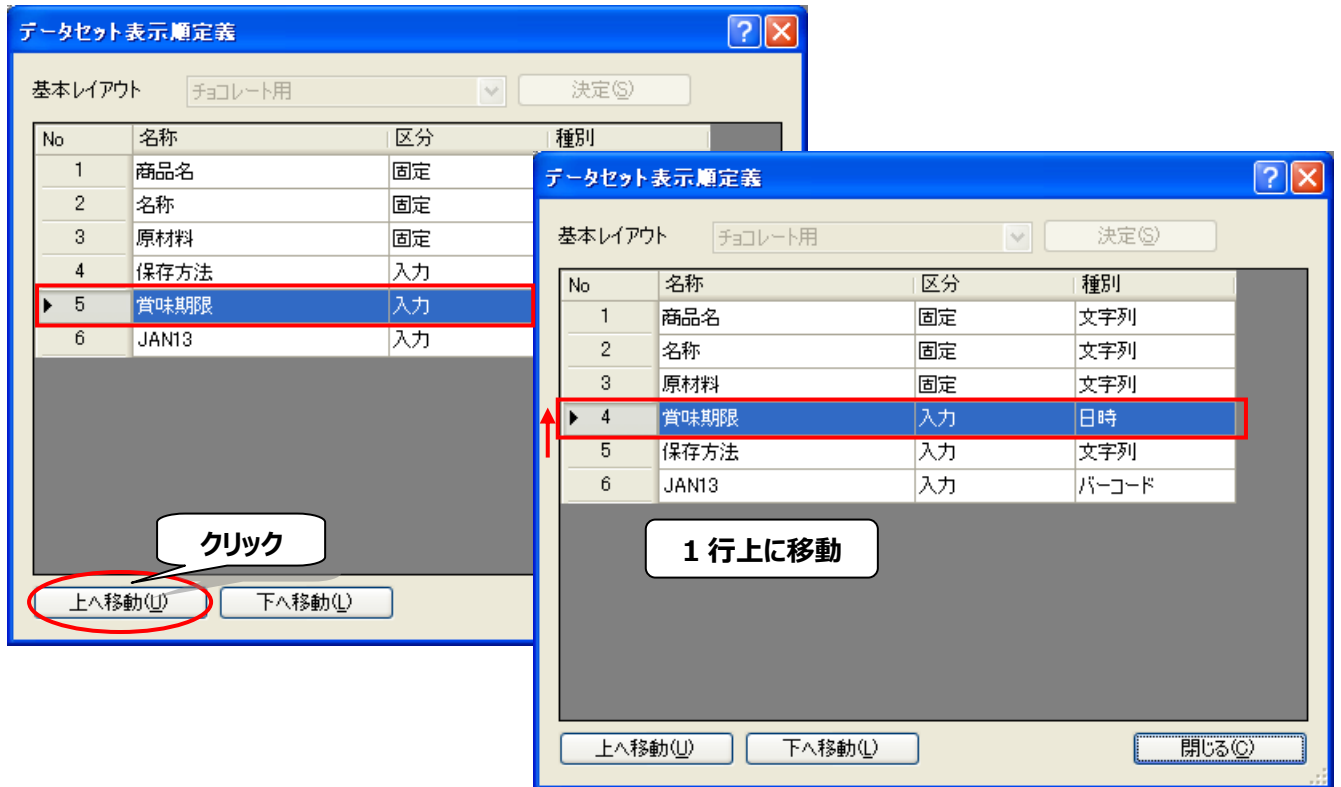 データセット表示順定義
基本レイアウト チョコレート用 決定(S)
No 名称 区分 種別
1 商品名 固定
2 名称 固定
3 原材料 固定
4 保存方法 入力
5 賞味期限 入力
6 JAN13 入力
クリック
上へ移動(U) 下へ移動(L)
データセット表示順定義
基本レイアウト チョコレート用 決定(S)
No 名称 区分 種別
1 商品名 固定 文字列
2 名称 固定 文字列
3 原材料 固定 文字列
4 賞味期限 入力 日時
5 保存方法 入力 文字列
6 JAN13 入力 バーコード
1 行上に移動
上へ移動(U) 下へ移動(L) 閉じる(C)